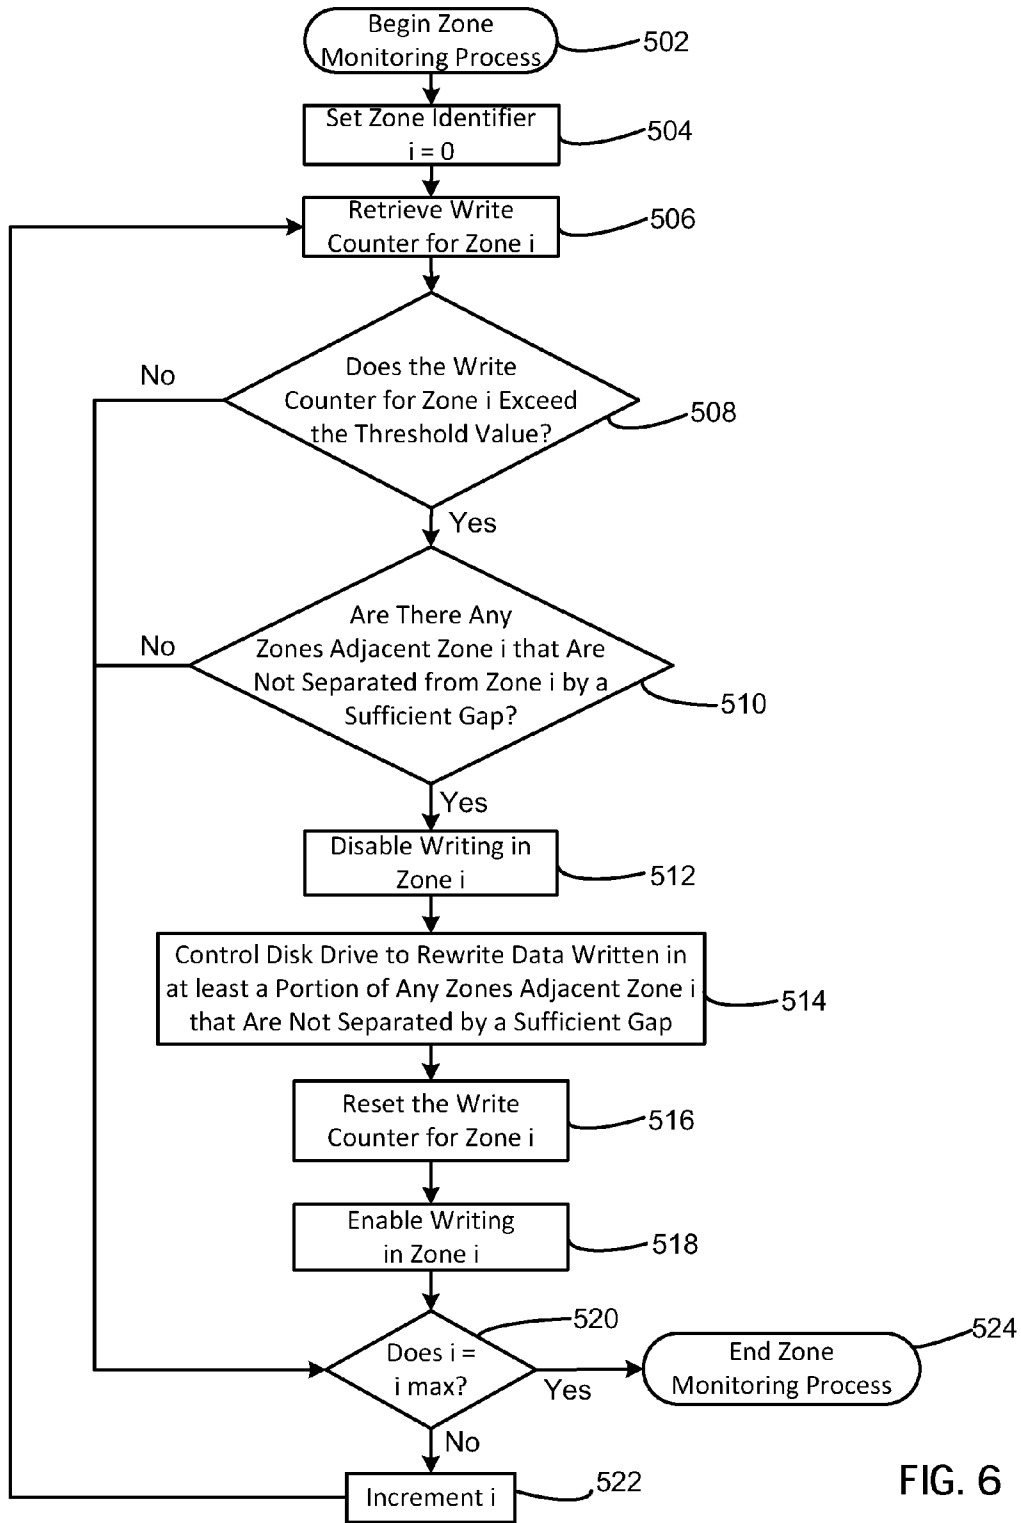 Begin Zone
Monitoring Process
502
Set Zone Identifier
i = 0
504
Retrieve Write
Counter for Zone i
506
Does the Write
Counter for Zone i Exceed
the Threshold Value?
508
No
Yes
Are There Any
Zones Adjacent Zone i that Are
Not Separated from Zone i by a
Sufficient Gap?
510
No
Yes
Disable Writing in
Zone i
512
Control Disk Drive to Rewrite Data Written in
at least a Portion of Any Zones Adjacent Zone i
that Are Not Separated by a Sufficient Gap
514
Reset the Write
Counter for Zone i
516
Enable Writing
in Zone i
518
Does i =
i max?
520
Yes
End Zone
Monitoring Process
524
No
Increment i
522
FIG. 6